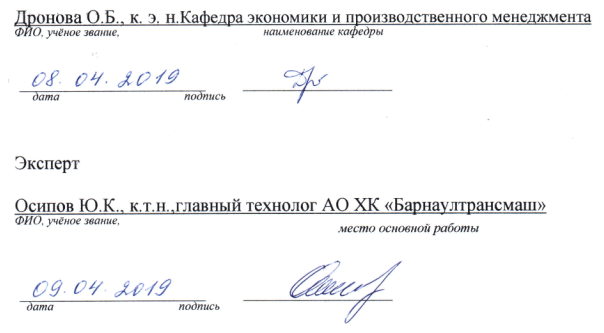 Дронова О.Б., к. э. н.Кафедра экономики и производственного менеджмента
ФИО, учёное звание, наименование кафедры
08.04.2019
дата подпись
Эксперт
Осипов Ю.К., к.т.н.,главный технолог АО ХК «Барнаултрансмаш»
ФИО, учёное звание,
место основной работы
09.04.2019
дата подпись